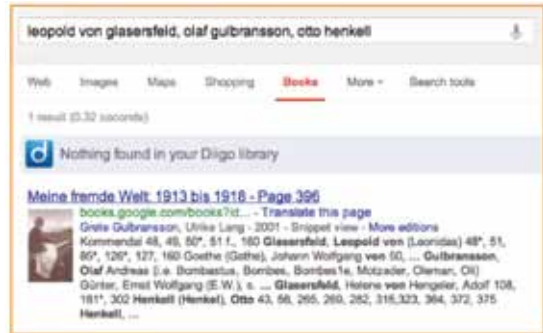 leopold von glasersfeld, olaf gulbransson, otto henkell
Web Images Maps Shopping Books More Search tools
1 result (0.32 seconds)
d Nothing found in your Diigo library
Meine fremde Welt: 1913 bis 1918 - Page 396
books.google.com/books?id... - Translate this page
Grete Gulbransson, Ulrike Lang - 2001 - Snippet view - More editions
Kommendal 48, 49, 50*, 51 f., 160 Glasersfeld, Leopold von (Leonidas) 48*, 51,
85*, 126*, 127, 160 Goethe (Gothe), Johann Wolfgang von 50, ... Gulbransson,
Olaf Andreas (i.e. Bombastus, Bombes, Bombes'le, Motzader, Oleman, Oli)
Günter, Ernst Wolfgang (E.W.), s. ... Glasersfeld, Helene von Hengeler, Adolf 108,
181*, 302 Henkell (Henkel), Otto 43, 265, 269, 282, 316,323, 364, 372, 375
Henkell, ...